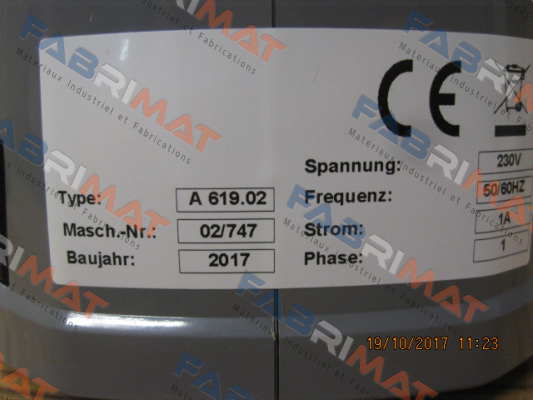 CE
Spannung: 230V
Type: A 619.02 Frequenz: 50/60HZ
Masch.-Nr.: 02/747 Strom: 1A
Baujahr: 2017 Phase: 1
19/10/2017 11:23
FABRIMAT
Materiaux Industriel et Fabrications